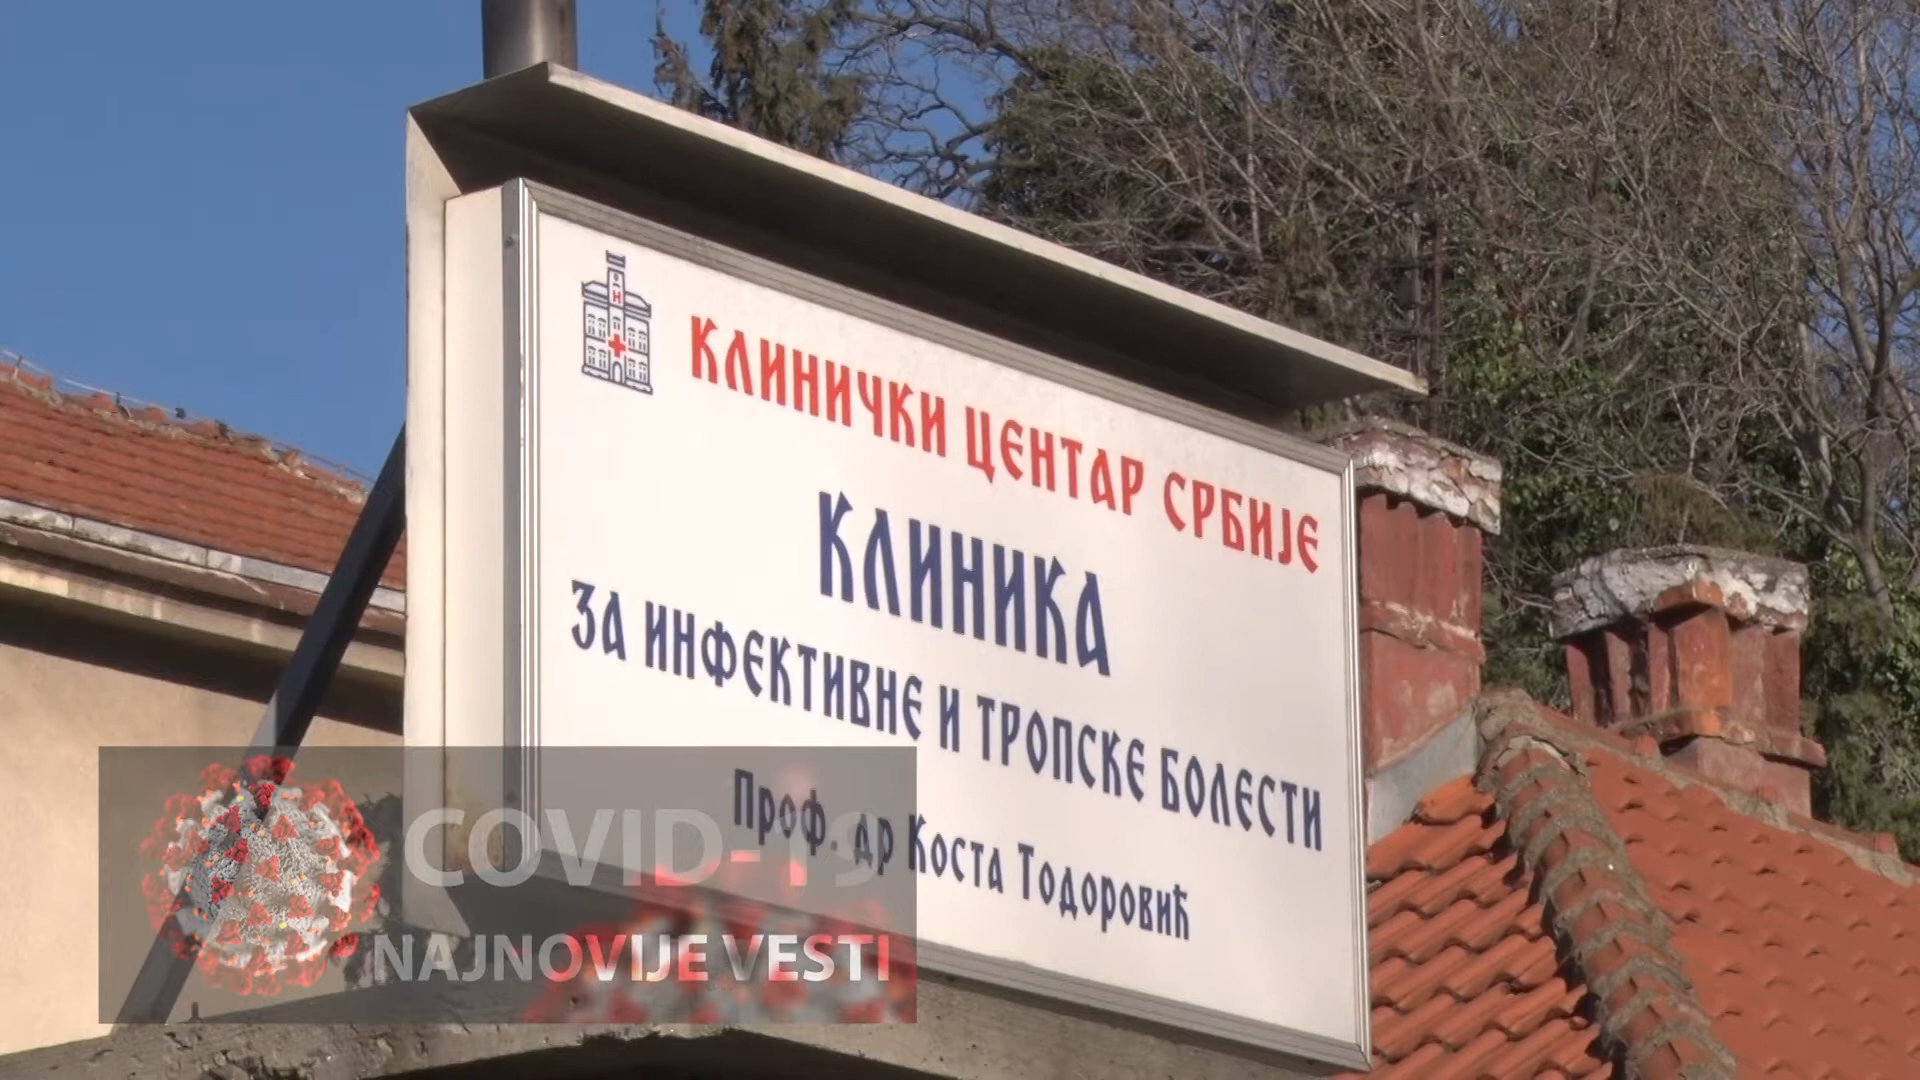 КЛИНИЧКИ ЦЕНТАР СРБИЈЕ
КЛИНИКА
ЗА ИНФЕКТИВНЕ И ТРОПСКЕ БОЛЕСТИ
Проф. др Коста Тодоровић
COVID-19
NAJNOVIJE VESTI